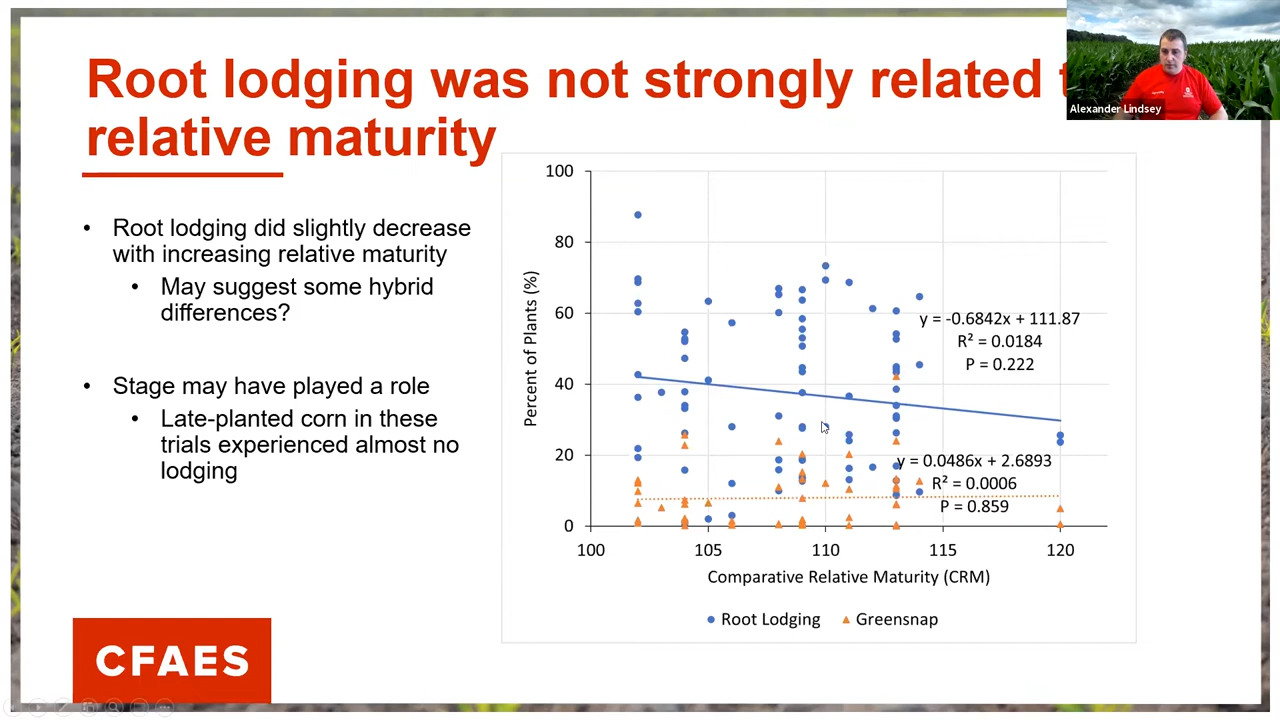 Root lodging was not strongly related
relative maturity
Alexander Lindsey
• Root lodging did slightly decrease
with increasing relative maturity
• May suggest some hybrid
differences?
• Stage may have played a role
• Late-planted corn in these
trials experienced almost no
lodging
100
80
60
40
20
0
Percent of Plants (%)
y = -0.6842x + 111.87
R² = 0.0184
P = 0.222
y = 0.0486x + 2.6893
R² = 0.0006
P = 0.859
100 105 110 115 120
Comparative Relative Maturity (CRM)
Root Lodging Greensnap
CFAES